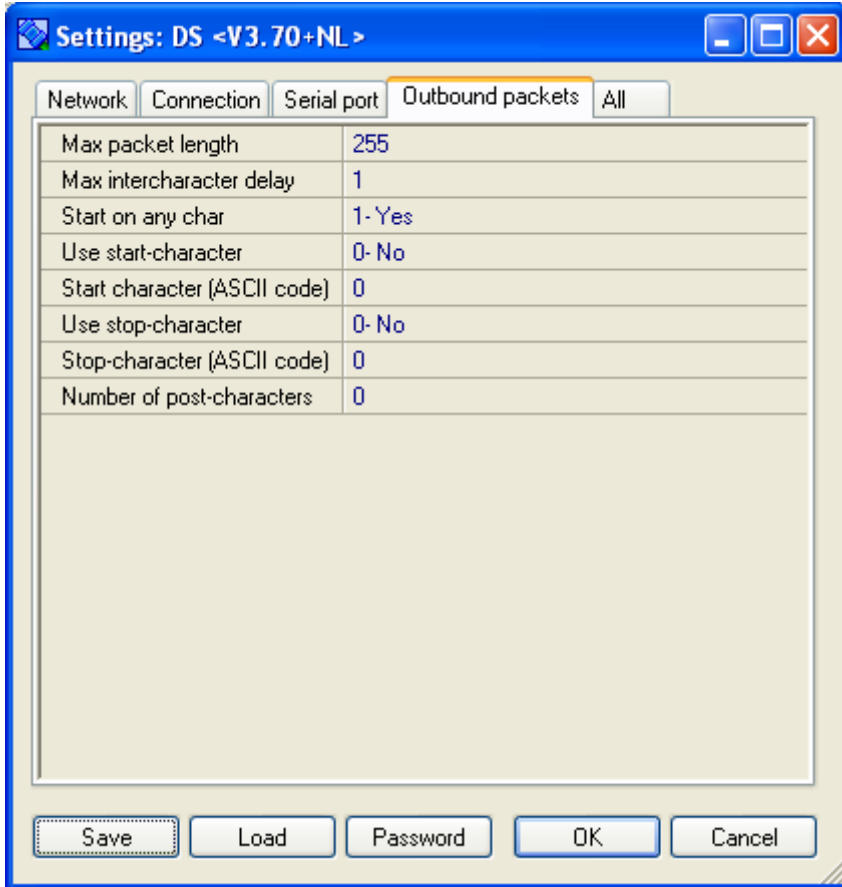 Settings: DS <V3.70+NL>
Network Connection Serial port Outbound packets All
Max packet length 255
Max intercharacter delay 1
Start on any char 1- Yes
Use start-character 0- No
Start character (ASCII code) 0
Use stop-character 0- No
Stop-character (ASCII code) 0
Number of post-characters 0
Save Load Password OK Cancel